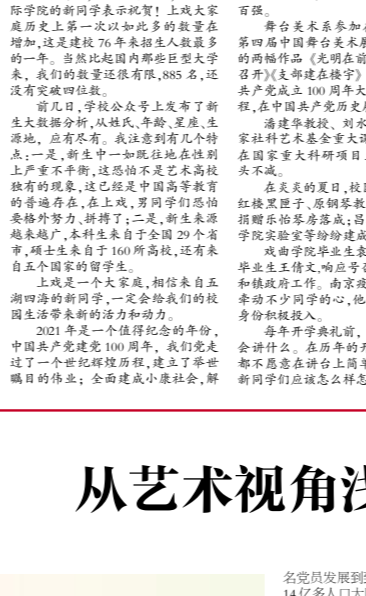 际学院的新同学表示祝贺！上戏大家
庭历史上第一次以如此多的数量在
增加,这是建校76年来招生人数最多
的一年。当然比起国内那些巨型大学
来，我们的数量还很有限,885名,还
没有突破四位数。
前几日，学校公众号上发布了新
生大数据分析,从姓氏、年龄、星座、生
源地，应有尽有。我注意到有几个特
点:一是，新生中一如既往地在性别
上严重不平衡,这恐怕不是艺术高校
独有的现象,这已经是中国高等教育
的普遍存在,在上戏,男同学们恐怕
要格外努力、拼搏了;二是,新生来源
越来越广,本科生来自于全国29个省
市,硕士生来自于160所高校,还有来
自五个国家的留学生。
上戏是一个大家庭,相信来自五
湖四海的新同学,一定会给我们的校
园生活带来新的活力和动力。
2021年是一个值得纪念的年份，
中国共产党建党100周年，我们党走
过了一个世纪辉煌历程,建立了举世
瞩目的伟业；全面建成小康社会,解
百强。
舞台美术系参加
第四届中国舞台美术
的两幅作品《光明在前
召开》《支部建在楼宇》
共产党成立100周年大
程,在中国共产党历史
潘建华教授、刘水
家社科艺术基金重大
在国家重大科研项目
头不减。
在炎炎的夏日,校
红楼黑匣子、原钢琴教
捐赠乐怡琴房落成;吕
学院实验室等纷纷建
戏曲学院毕业生
毕业生王倩文,响应号
和镇政府工作。南京疫
牵动不少同学的心,他
身份积极投入。
每年开学典礼前，
会讲什么。在历年的
都不愿意在讲台上简
新同学们应该怎么样
从艺术视角浅
名党员发展到
14亿多人口大